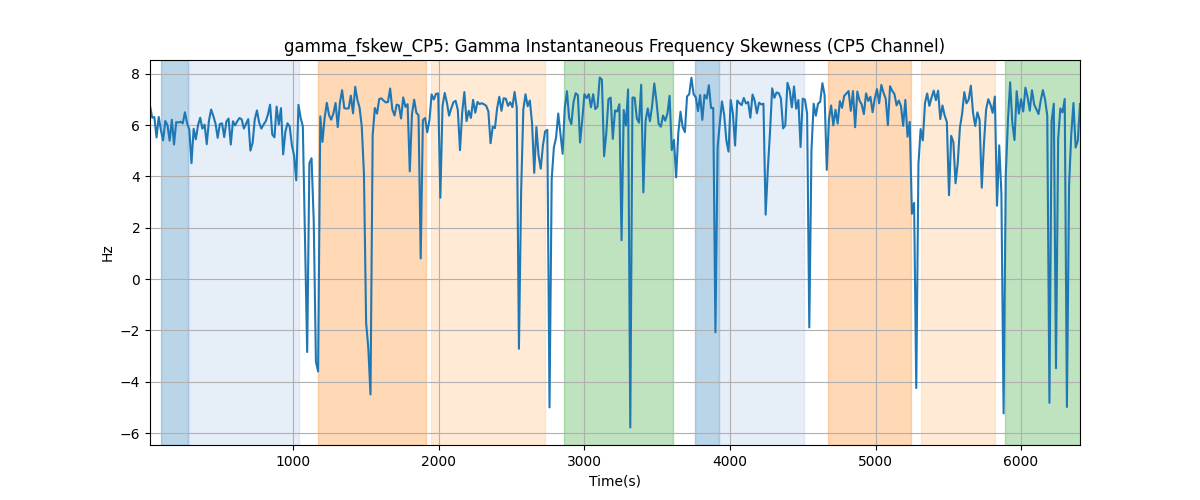 gamma_fskew_CP5: Gamma Instantaneous Frequency Skewness (CP5 Channel)
8
6
4
2
0
−2
−4
−6
Hz
1000 2000 3000 4000 5000 6000
Time(s)